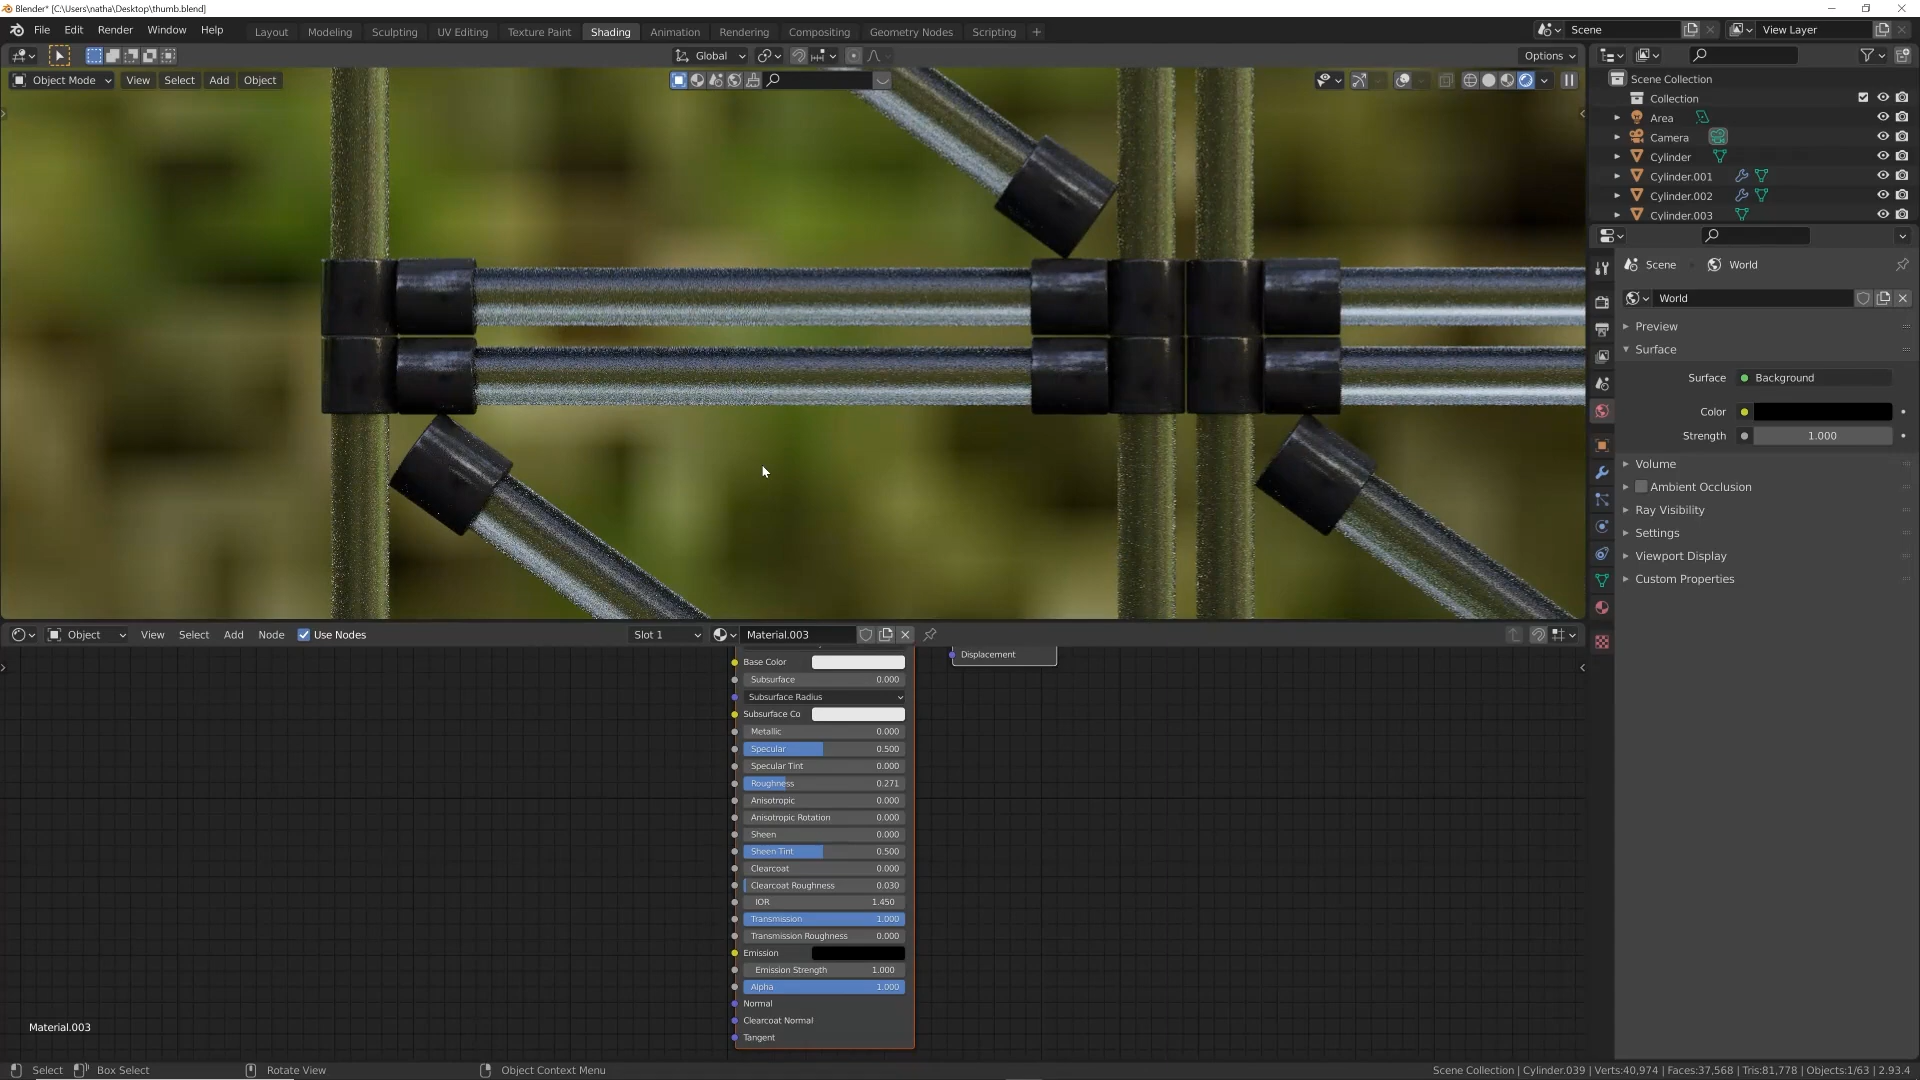 Blender* [C:\Users\natha\Desktop\thumb.blend]
File Edit Render Window Help
Layout Modeling Sculpting UV Editing Texture Paint Shading Animation Rendering Compositing Geometry Nodes Scripting +
Scene
View Layer
Global
Options
Object Mode View Select Add Object
Scene Collection
Collection
Area
Camera
Cylinder
Cylinder.001
Cylinder.002
Cylinder.003
Scene World
World
Preview
Surface
Surface Background
Color
Strength 1.000
Volume
Ambient Occlusion
Ray Visibility
Settings
Viewport Display
Custom Properties
Object View Select Add Node Use Nodes Slot 1 Material.003
Displacement
Base Color
Subsurface 0.000
Subsurface Radius
Subsurface Co
Metallic 0.000
Specular 0.500
Specular Tint 0.000
Roughness 0.271
Anisotropic 0.000
Anisotropic Rotation 0.000
Sheen 0.000
Sheen Tint 0.500
Clearcoat 0.000
Clearcoat Roughness 0.030
IOR 1.450
Transmission 1.000
Transmission Roughness 0.000
Emission
Emission Strength 1.000
Alpha 1.000
Normal
Clearcoat Normal
Tangent
Material.003
Select Box Select Rotate View Object Context Menu
Scene Collection | Cylinder.039 | Verts:40,974 | Faces:37,568 | Tris:81,778 | Objects:1/63 | 2.93.4